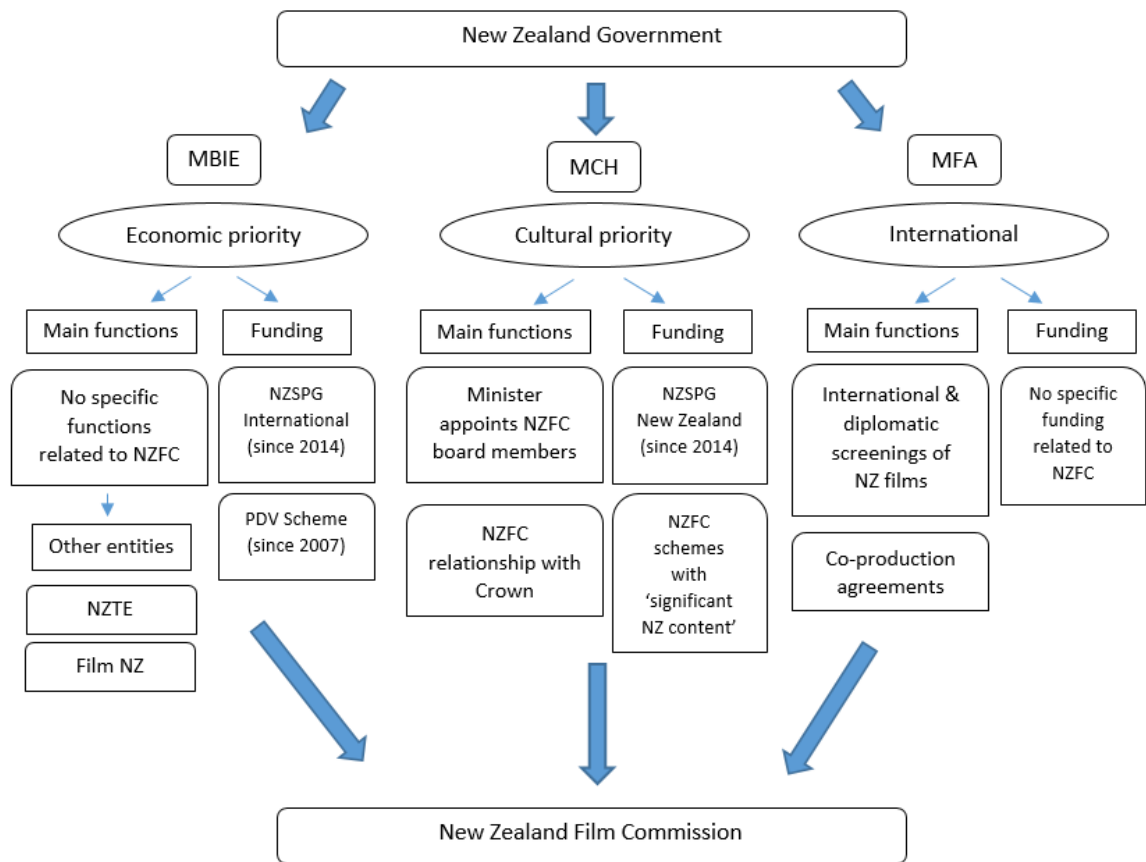 New Zealand Government
MBIE
MCH
MFA
Economic priority
Cultural priority
International
Main functions
Funding
Main functions
Funding
Main functions
Funding
No specific
functions
related to NZFC
NZSPG
International
(since 2014)
Minister
appoints NZFC
board members
NZSPG
New Zealand
(since 2014)
International &
diplomatic
screenings of
NZ films
No specific
funding
related to
NZFC
Other entities
PDV Scheme
(since 2007)
NZFC
relationship with
Crown
NZFC
schemes
with
‘significant
NZ content’
Co-production
agreements
NZTE
Film NZ
New Zealand Film Commission